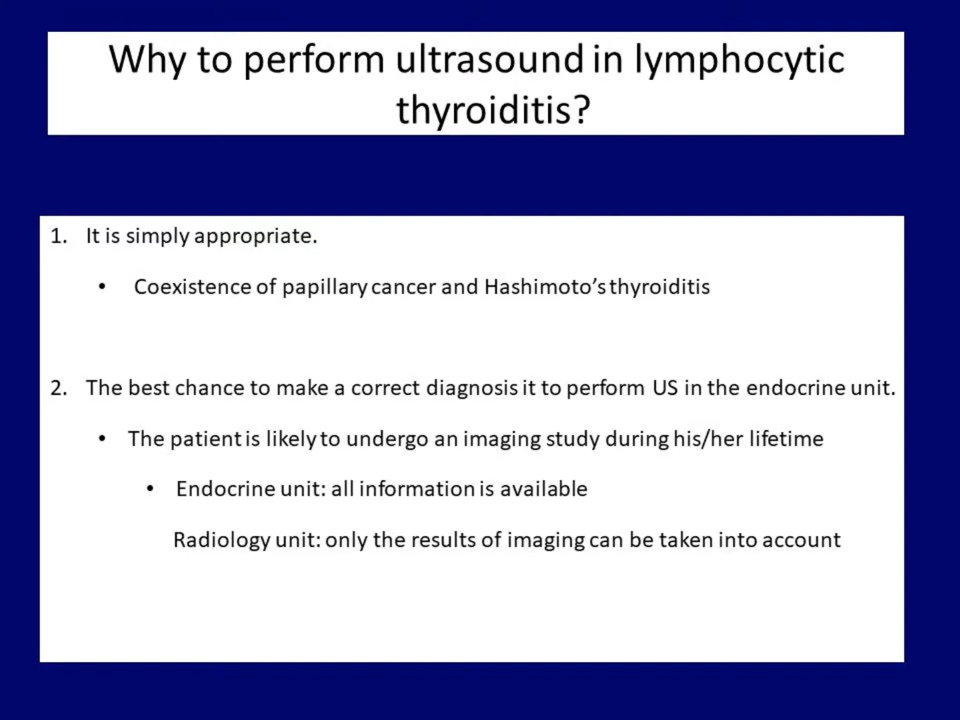 Why to perform ultrasound in lymphocytic
thyroiditis?
1. It is simply appropriate.
• Coexistence of papillary cancer and Hashimoto's thyroiditis
2. The best chance to make a correct diagnosis it to perform US in the endocrine unit.
• The patient is likely to undergo an imaging study during his/her lifetime
• Endocrine unit: all information is available
Radiology unit: only the results of imaging can be taken into account